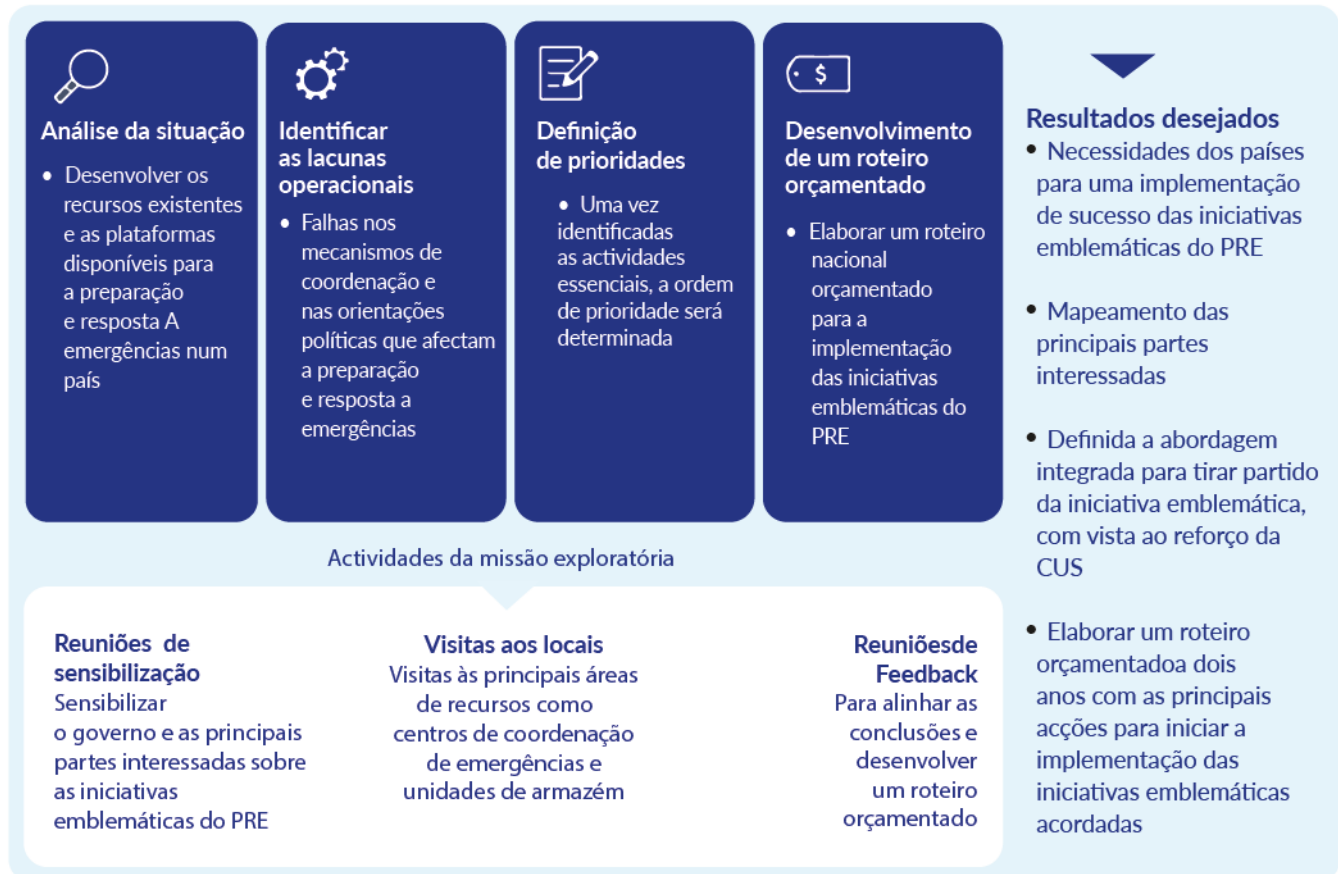 Análise da situação
• Desenvolver os
recursos existentes
e as plataformas
disponíveis para
a preparação
e resposta A
emergências num
país
Identificar
as lacunas
operacionais
• Falhas nos
mecanismos de
coordenação e
nas orientações
políticas que afectam
a preparação
e resposta a
emergências
Definição
de prioridades
• Uma vez
identificadas
as actividades
essenciais, a ordem
de prioridade será
determinada
$
Desenvolvimento
de um roteiro
orçamentado
• Elaborar um roteiro
nacional
orçamentado
para a
implementação
das iniciativas
emblemáticas do
PRE
Actividades da missão exploratória
Reuniões de
sensibilização
Sensibilizar
o governo e as principais
partes interessadas sobre
as iniciativas
emblemáticas do PRE
Visitas aos locais
Visitas às principais áreas
de recursos como
centros de coordenação
de emergências e
unidades de armazém
Reuniõesde
Feedback
Para alinhar as
conclusões e
desenvolver
um roteiro
orçamentado
Resultados desejados
• Necessidades dos países
para uma implementação
de sucesso das iniciativas
emblemáticas do PRE
• Mapeamento das
principais partes
interessadas
• Definida a abordagem
integrada para tirar partido
da iniciativa emblemática,
com vista ao reforço da
CUS
• Elaborar um roteiro
orçamentadoa dois
anos com as principais
acções para iniciar a
implementação das
iniciativas emblemáticas
acordadas